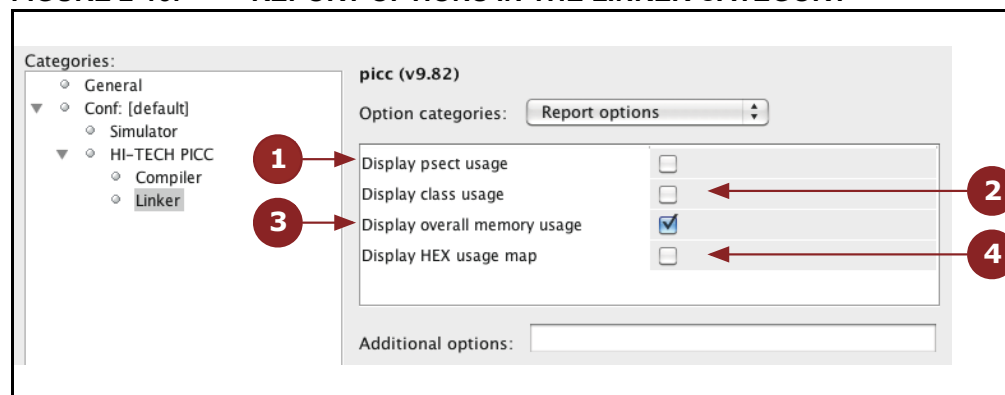 Categories:
General
Conf: [default]
Simulator
HI-TECH PICC
Compiler
Linker
picc (v9.82)
Option categories: Report options
1
Display psect usage
Display class usage
2
3
Display overall memory usage
Display HEX usage map
4
Additional options: